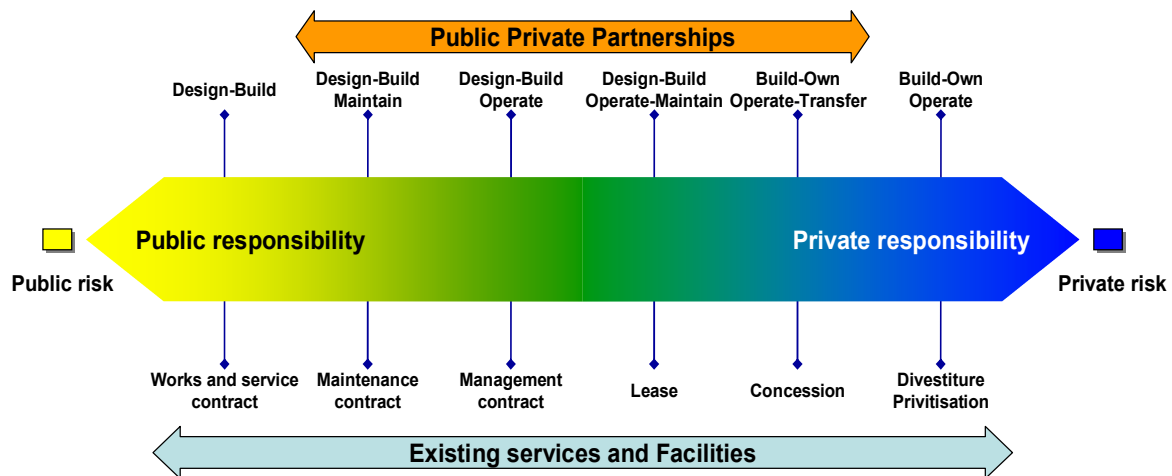 Public Private Partnerships
Design-Build
Design-Build
Maintain
Design-Build
Operate
Design-Build
Operate-Maintain
Build-Own
Operate-Transfer
Build-Own
Operate
Public responsibility
Private responsibility
Public risk
Private risk
Works and service
contract
Maintenance
contract
Management
contract
Lease
Concession
Divestiture
Privitisation
Existing services and Facilities